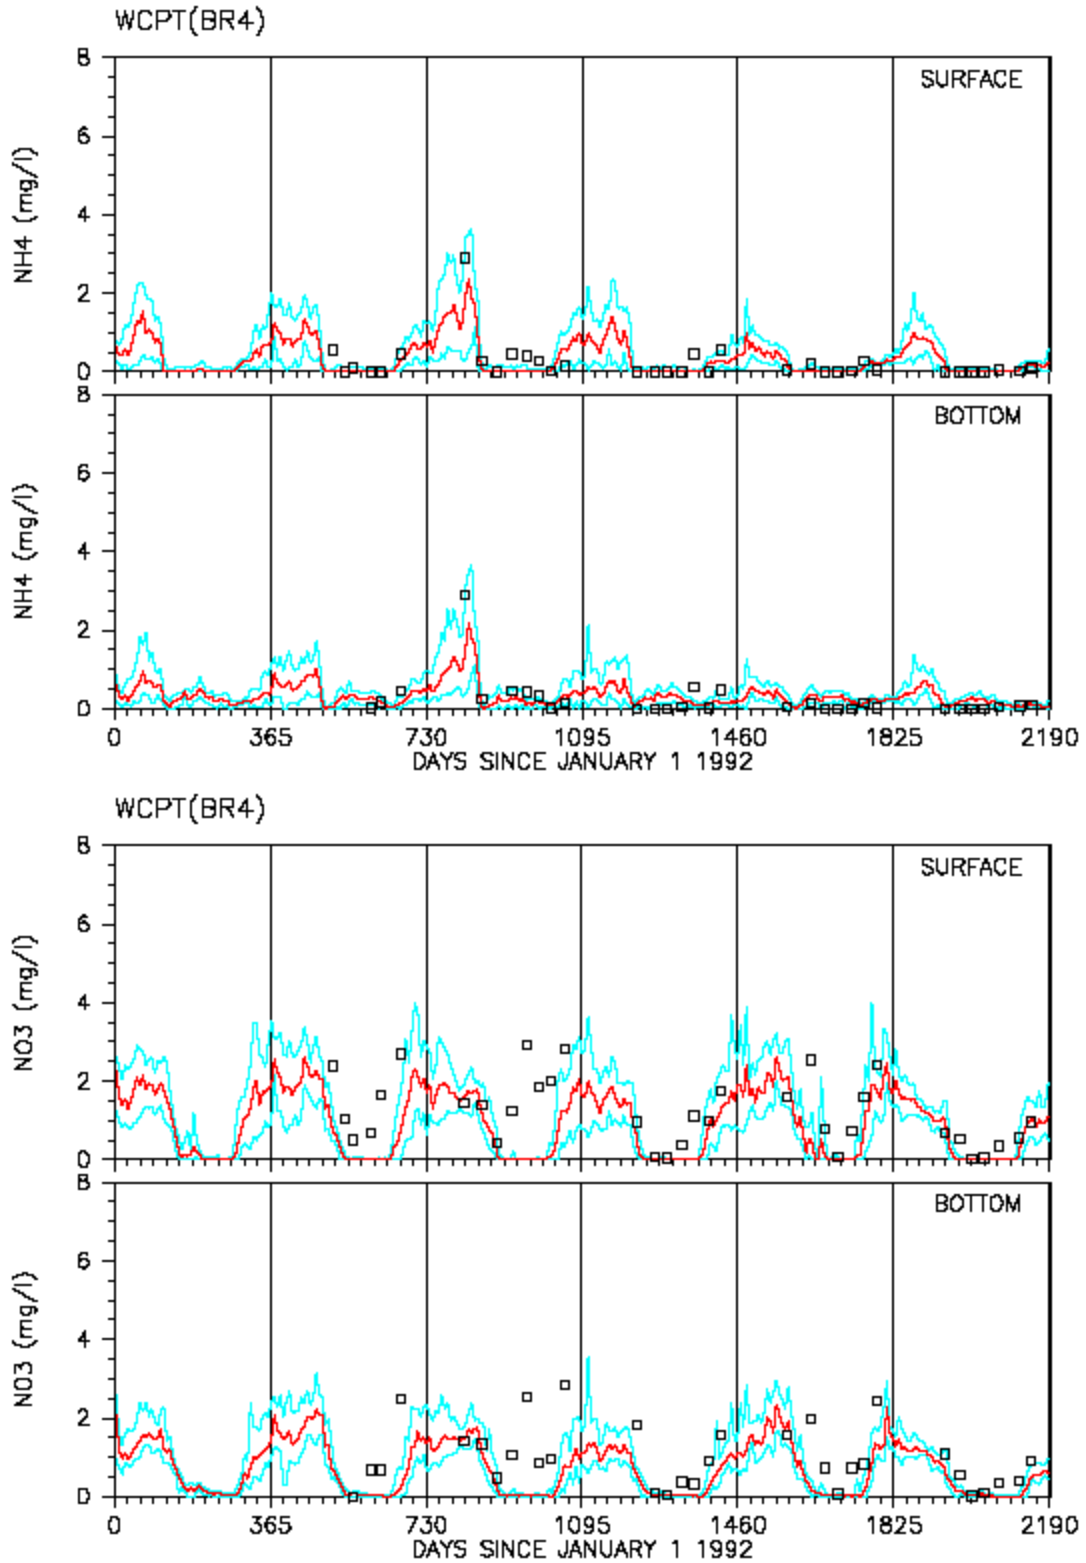 WCPT(BR4)
SURFACE
NH4 (mg/l)
8
6
4
2
0
BOTTOM
NH4 (mg/l)
8
6
4
2
0
0 365 730 1095 1460 1825 2190
DAYS SINCE JANUARY 1 1992
WCPT(BR4)
SURFACE
NO3 (mg/l)
8
6
4
2
0
BOTTOM
NO3 (mg/l)
8
6
4
2
0
0 365 730 1095 1460 1825 2190
DAYS SINCE JANUARY 1 1992